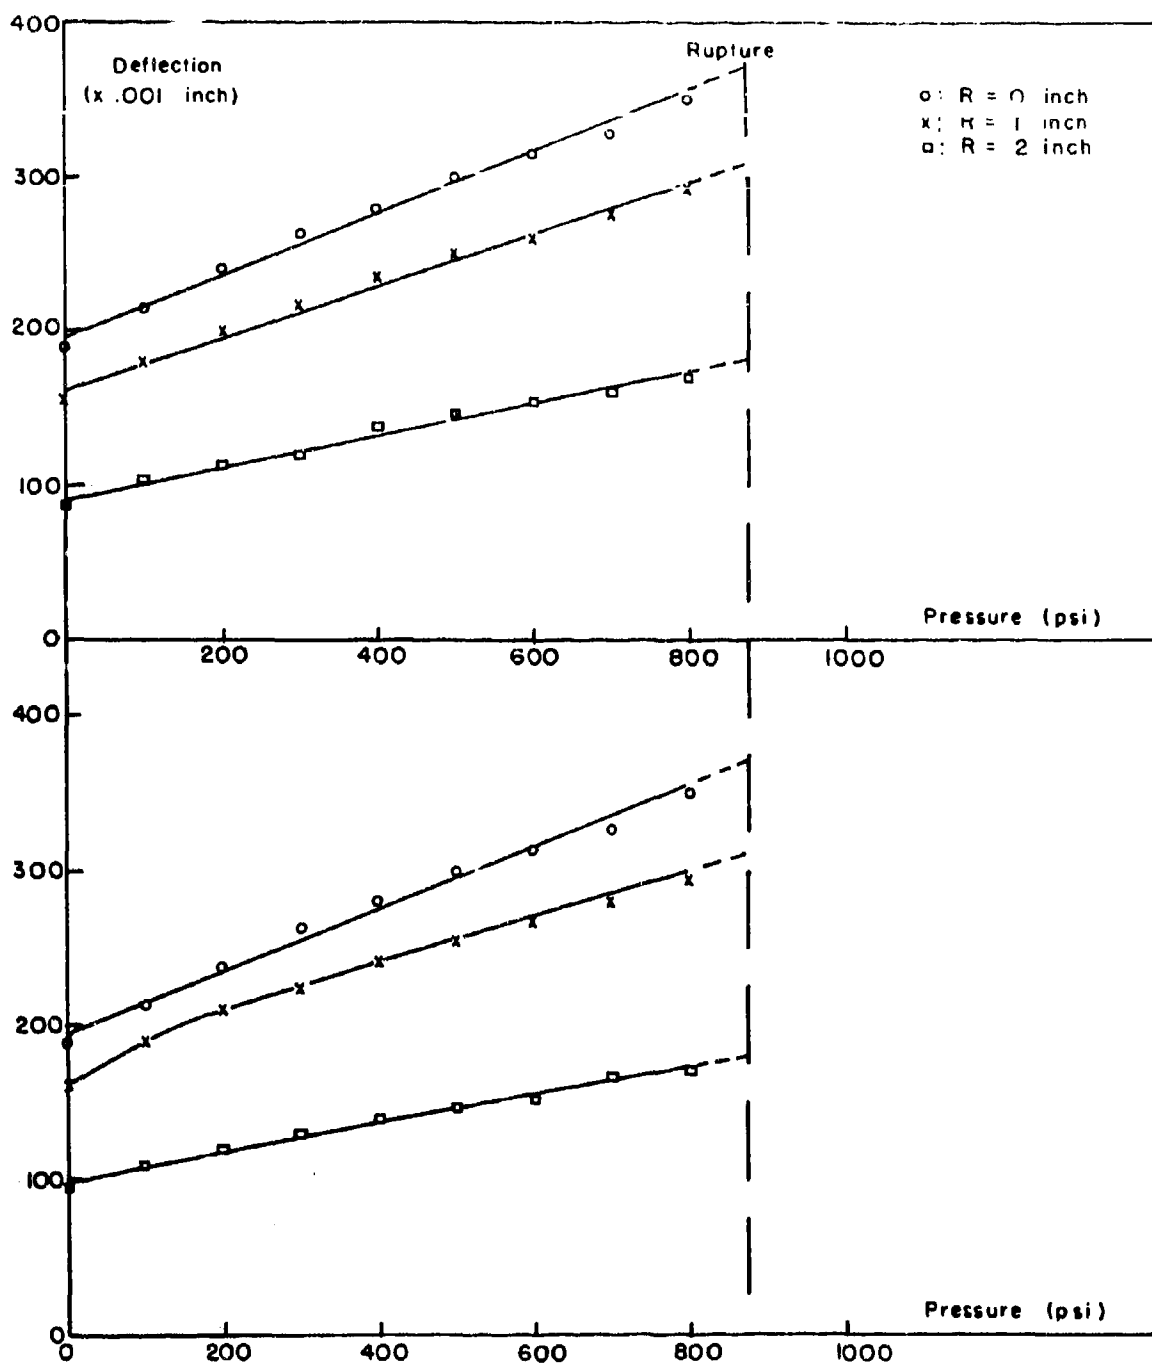 400
Rupture
Deflection
(x .001 inch)
o: R = 0 inch
x: R = 1 inch
□: R = 2 inch
300
200
100
Pressure (psi)
0
200 400 600 800 1000
400
300
200
100
Pressure (psi)
0
0 200 400 600 800 1000